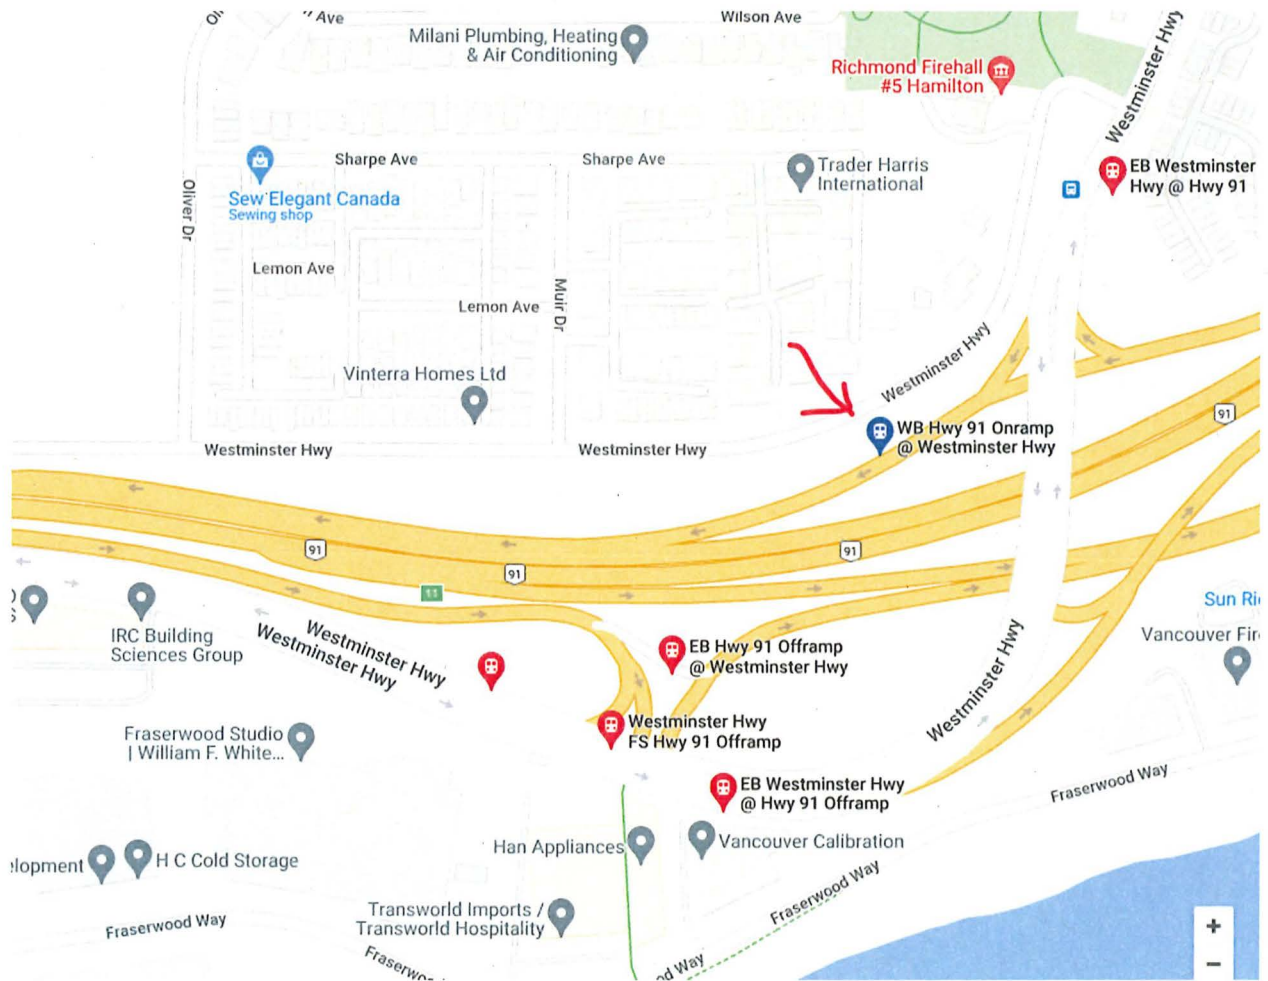 Ave
Wilson Ave
Milani Plumbing, Heating
& Air Conditioning
Westminster Hwy
Richmond Firehall
#5 Hamilton
Sharpe Ave
Sharpe Ave
Trader Harris
International
EB Westminster
Hwy @ Hwy 91
Oliver Dr
Sew Elegant Canada
Sewing shop
Lemon Ave
Lemon Ave
Muir Dr
Westminster Hwy
Vinterra Homes Ltd
91
WB Hwy 91 Onramp
@ Westminster Hwy
Westminster Hwy
Westminster Hwy
91
91
91
11
Sun Ri
IRC Building
Sciences Group
Westminster Hwy
Westminster Hwy
EB Hwy 91 Offramp
@ Westminster Hwy
Westminster Hwy
Vancouver Fir
Westminster Hwy
FS Hwy 91 Offramp
Fraserwood Studio
| William F. White...
EB Westminster Hwy
@ Hwy 91 Offramp
Fraserwood Way
Han Appliances
Vancouver Calibration
elopment
H C Cold Storage
Fraserwood Way
Transworld Imports /
Transworld Hospitality
Fraserwood Way
Fraserwo
od Way
+
−